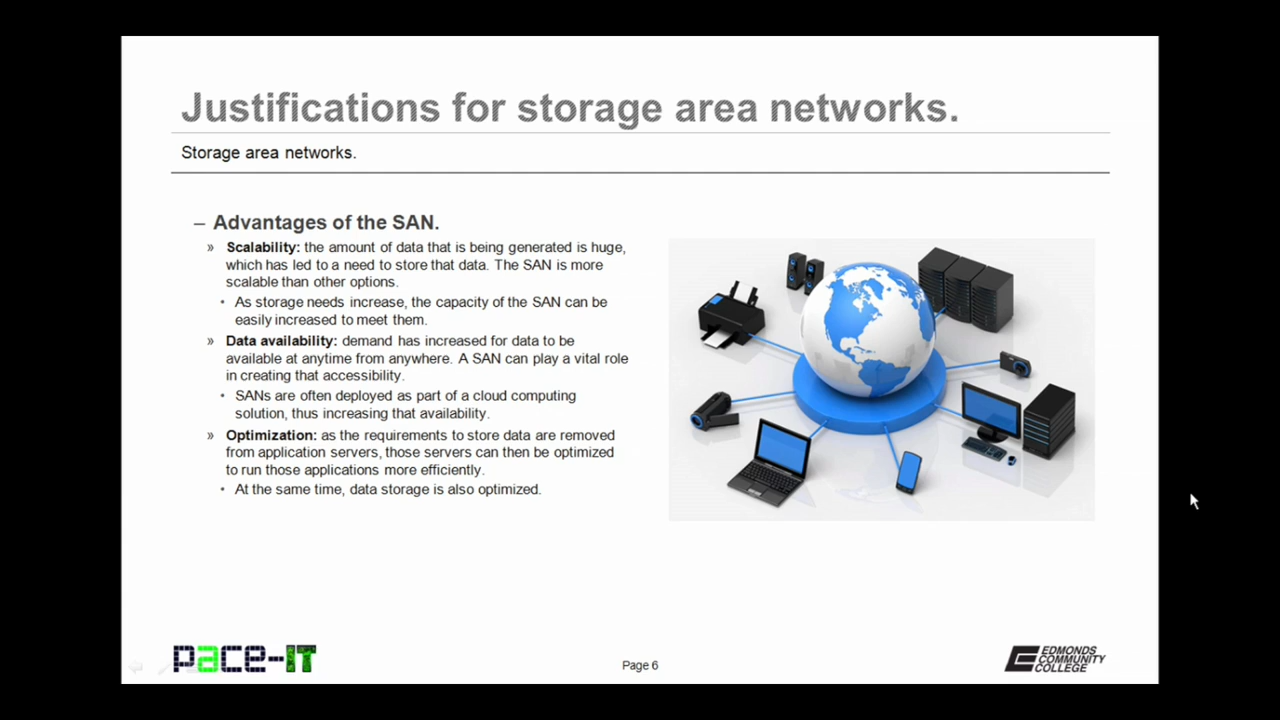 Justifications for storage area networks.
Storage area networks.
– Advantages of the SAN.
» Scalability: the amount of data that is being generated is huge,
which has led to a need to store that data. The SAN is more
scalable than other options.
• As storage needs increase, the capacity of the SAN can be
easily increased to meet them.
» Data availability: demand has increased for data to be
available at anytime from anywhere. A SAN can play a vital role
in creating that accessibility.
• SANs are often deployed as part of a cloud computing
solution, thus increasing that availability.
» Optimization: as the requirements to store data are removed
from application servers, those servers can then be optimized
to run those applications more efficiently.
• At the same time, data storage is also optimized.
pace-IT
Page 6
EDMONDS
COMMUNITY
COLLEGE